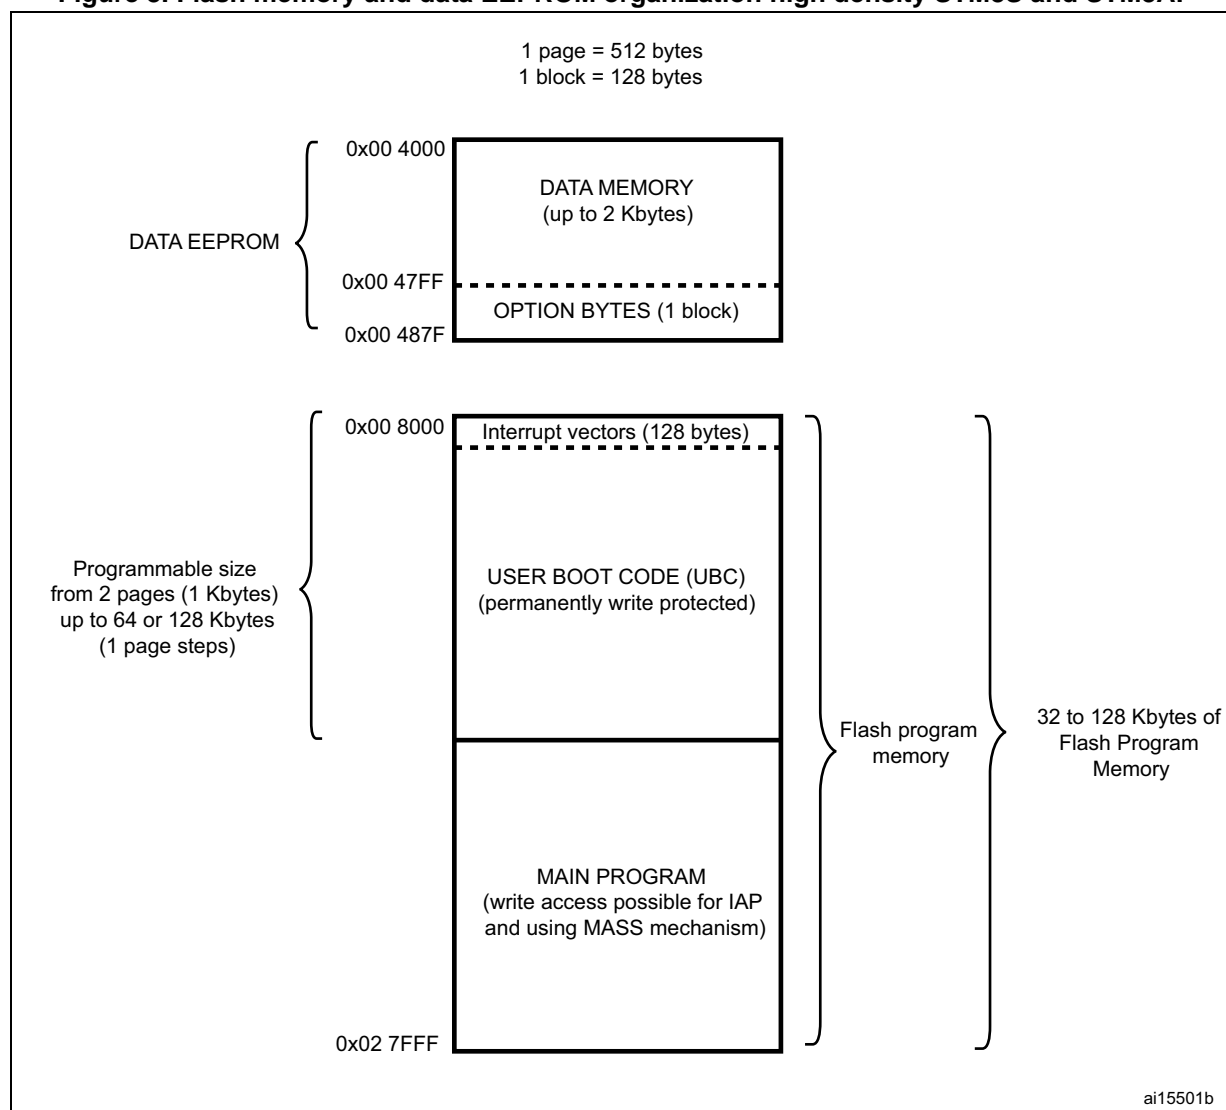 Flash memory and data EEPROM organization high density STM8S and STM8AF
1 page = 512 bytes
1 block = 128 bytes
0x00 4000
DATA MEMORY
(up to 2 Kbytes)
DATA EEPROM
0x00 47FF
OPTION BYTES (1 block)
0x00 487F
0x00 8000
Interrupt vectors (128 bytes)
Programmable size
from 2 pages (1 Kbytes)
up to 64 or 128 Kbytes
(1 page steps)
USER BOOT CODE (UBC)
(permanently write protected)
Flash program
memory
32 to 128 Kbytes of
Flash Program
Memory
MAIN PROGRAM
(write access possible for IAP
and using MASS mechanism)
0x02 7FFF
ai15501b